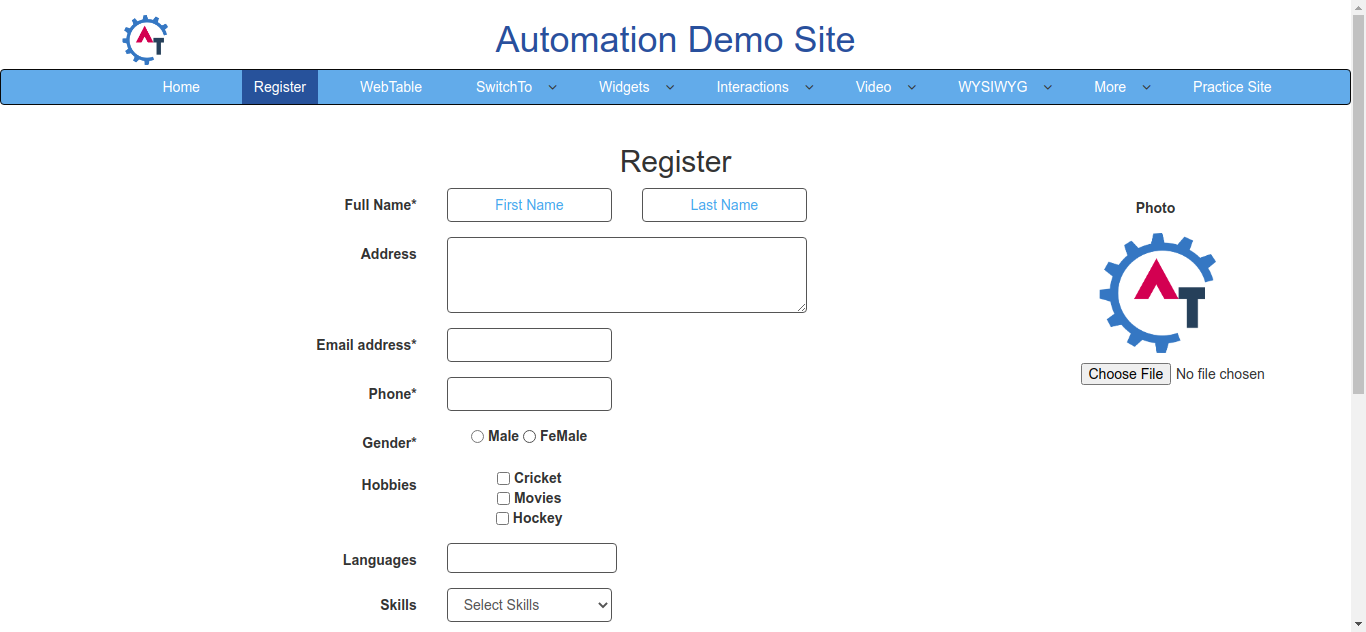 Automation Demo Site
Home Register WebTable SwitchTo Widgets Interactions Video WYSIWYG More Practice Site
Register
Full Name* First Name Last Name
Photo
Address
AT
Email address*
Choose File No file chosen
Phone*
Gender* Male FeMale
Hobbies Cricket
Movies
Hockey
Languages
Skills Select Skills